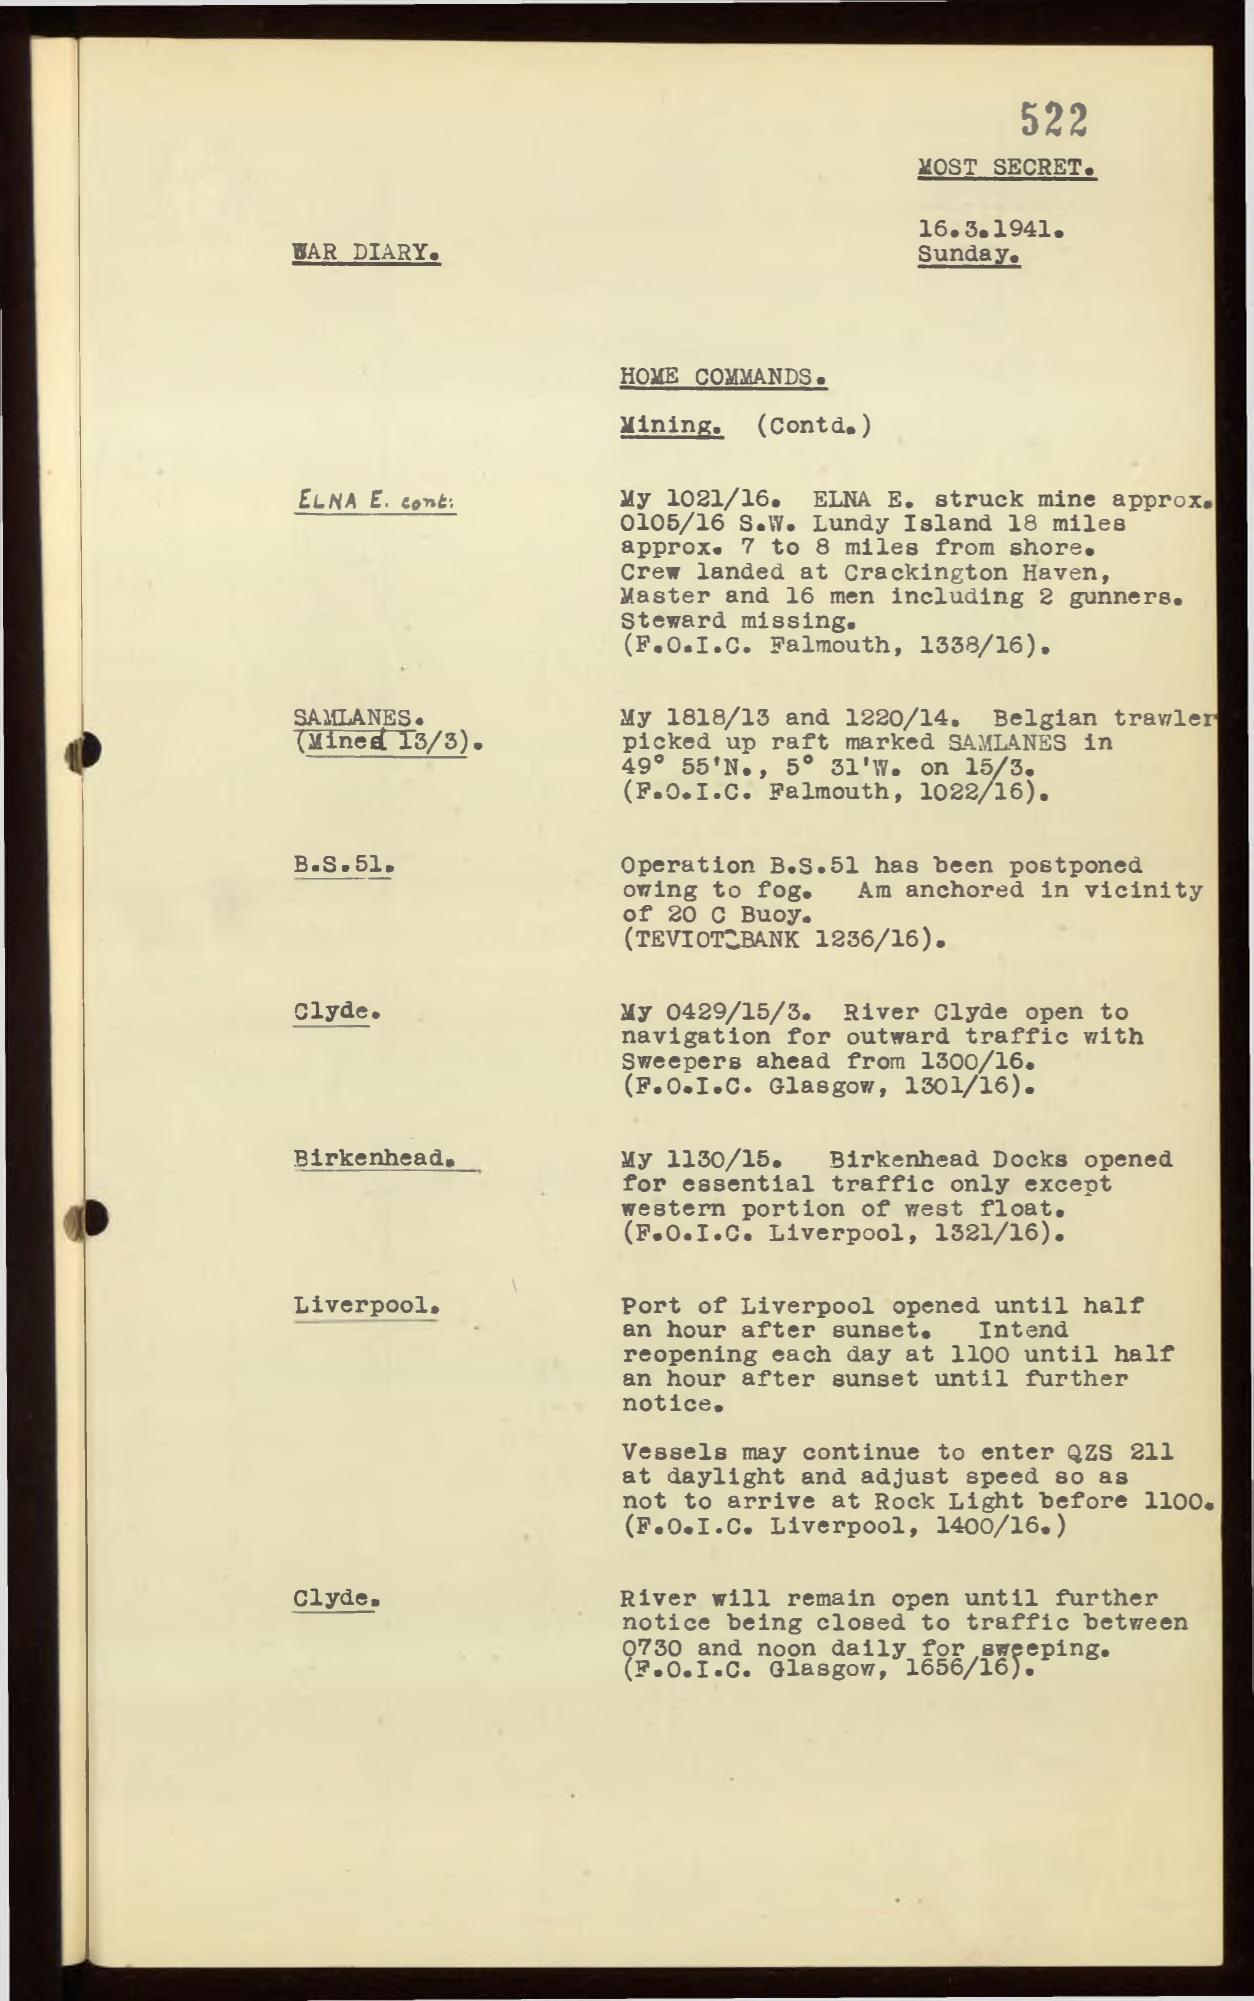 522
MOST SECRET.
16.3.1941.
Sunday.
WAR DIARY.
HOME COMMANDS.
Mining. (Contd.)
ELNA E. cont:
My 1021/16. ELNA E. struck mine approx.
0105/16 S.W. Lundy Island 18 miles
approx. 7 to 8 miles from shore.
Crew landed at Crackington Haven,
Master and 16 men including 2 gunners.
Steward missing.
(F.O.I.C. Falmouth, 1338/16).
SAMLANES.
(Mined 13/3).
My 1818/13 and 1220/14. Belgian trawler
picked up raft marked SAMLANES in
49° 55'N., 5° 31'W. on 15/3.
(F.O.I.C. Falmouth, 1022/16).
B.S.51.
Operation B.S.51 has been postponed
owing to fog. Am anchored in vicinity
of 20 C Buoy.
(TEVIOTBANK 1236/16).
Clyde.
My 0429/15/3. River Clyde open to
navigation for outward traffic with
Sweepers ahead from 1300/16.
(F.O.I.C. Glasgow, 1301/16).
Birkenhead.
My 1130/15. Birkenhead Docks opened
for essential traffic only except
western portion of west float.
(F.O.I.C. Liverpool, 1321/16).
Liverpool.
Port of Liverpool opened until half
an hour after sunset. Intend
reopening each day at 1100 until half
an hour after sunset until further
notice.
Vessels may continue to enter QZS 211
at daylight and adjust speed so as
not to arrive at Rock Light before 1100.
(F.O.I.C. Liverpool, 1400/16.)
Clyde.
River will remain open until further
notice being closed to traffic between
0730 and noon daily for sweeping.
(F.O.I.C. Glasgow, 1656/16).